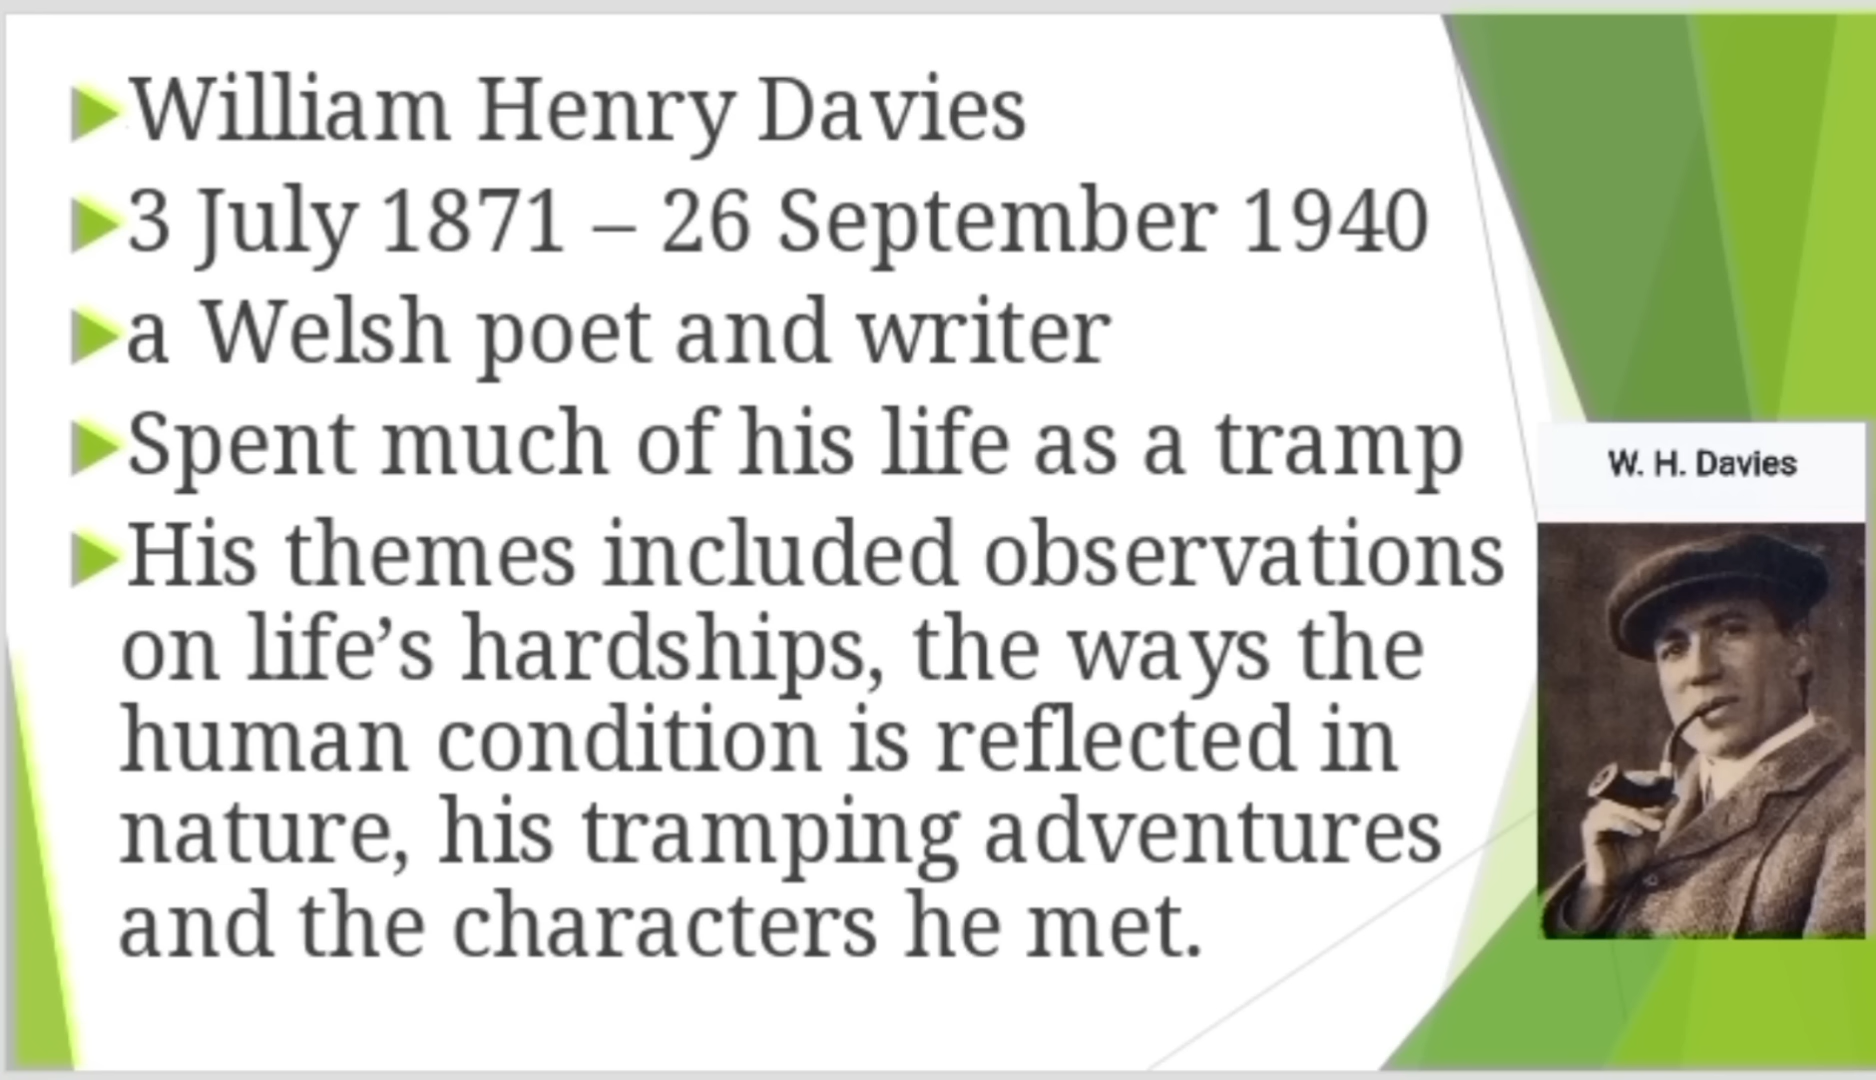 William Henry Davies
3 July 1871 – 26 September 1940
a Welsh poet and writer
Spent much of his life as a tramp
His themes included observations
on life’s hardships, the ways the
human condition is reflected in
nature, his tramping adventures
and the characters he met.
W. H. Davies